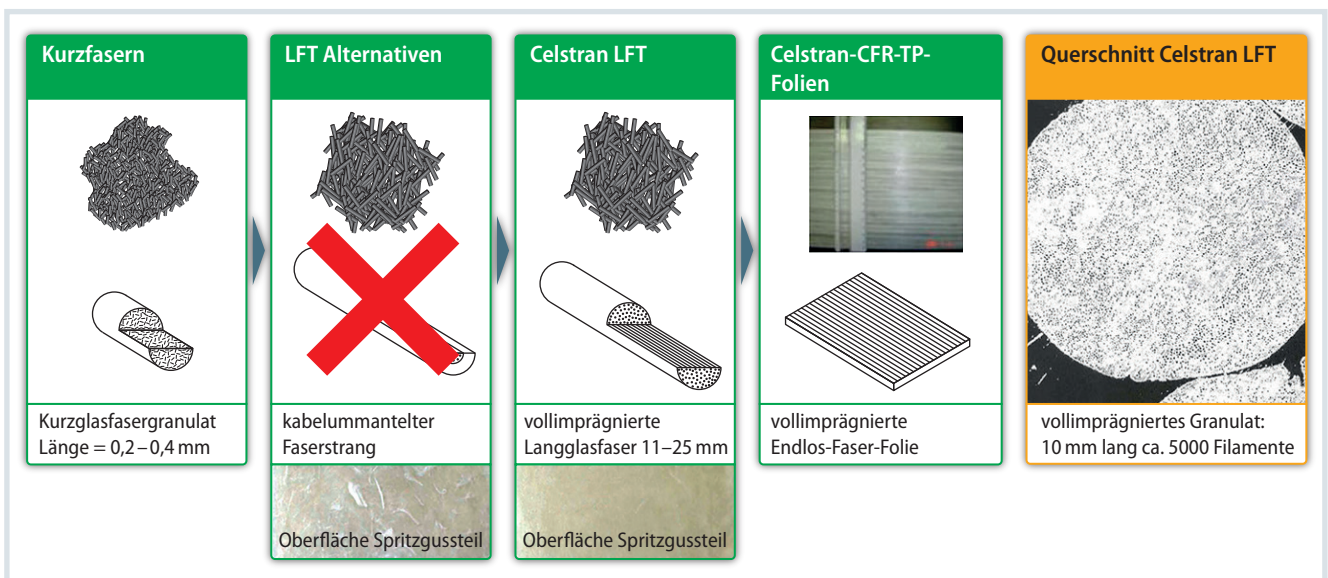 Kurzfasern
Kurzglasfasergranulat
Länge = 0,2–0,4 mm
LFT Alternativen
kabelummantelter
Faserstrang
Oberfläche Spritzgussteil
Celstran LFT
vollimprägnierte
Langglasfaser 11–25 mm
Oberfläche Spritzgussteil
Celstran-CFR-TP-
Folien
vollimprägnierte
Endlos-Faser-Folie
Querschnitt Celstran LFT
vollimprägniertes Granulat:
10 mm lang ca. 5000 Filamente